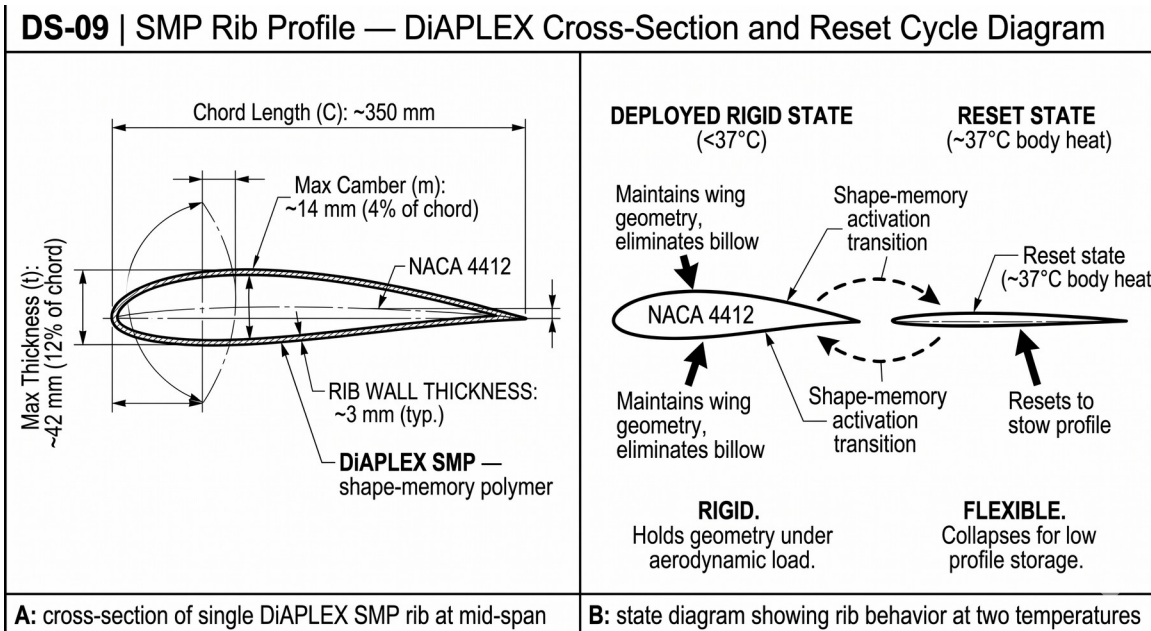 DS-09 | SMP Rib Profile — DiAPLEX Cross-Section and Reset Cycle Diagram
Chord Length (C): ~350 mm
Max Camber (m):
~14 mm (4% of chord)
NACA 4412
Max Thickness (t):
~42 mm (12% of chord)
RIB WALL THICKNESS:
~3 mm (typ.)
DiAPLEX SMP —
shape-memory polymer
A: cross-section of single DiAPLEX SMP rib at mid-span
DEPLOYED RIGID STATE
(<37°C)
RESET STATE
(~37°C body heat)
Maintains wing
geometry,
eliminates billow
Shape-memory
activation
transition
Reset state
(~37°C body heat
NACA 4412
Maintains wing
geometry,
eliminates billow
Shape-memory
activation
transition
Resets to
stow profile
RIGID.
Holds geometry under
aerodynamic load.
FLEXIBLE.
Collapses for low
profile storage.
B: state diagram showing rib behavior at two temperatures